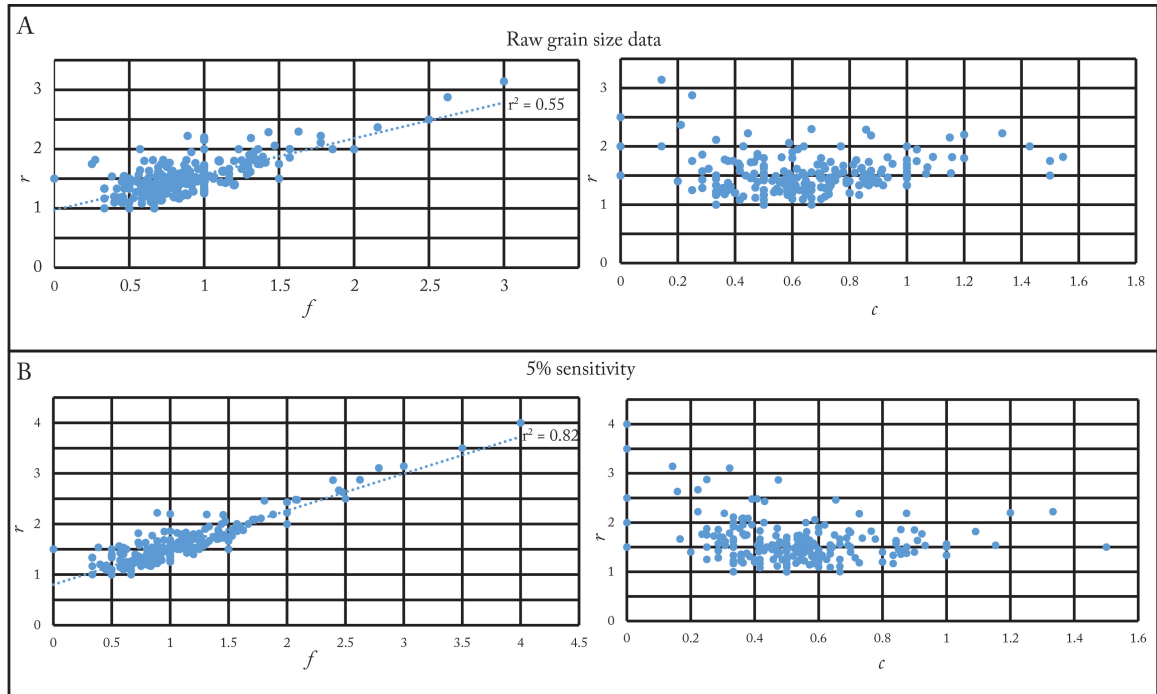 A
Raw grain size data
3
2
1
0
r
0 0.5 1 1.5 2 2.5 3
f
r² = 0.55
3
2
1
0
r
0 0.2 0.4 0.6 0.8 1 1.2 1.4 1.6 1.8
c
B
5% sensitivity
4
3
2
1
0
r
0 0.5 1 1.5 2 2.5 3 3.5 4 4.5
f
r² = 0.82
4
3
2
1
0
r
0 0.2 0.4 0.6 0.8 1 1.2 1.4 1.6
c